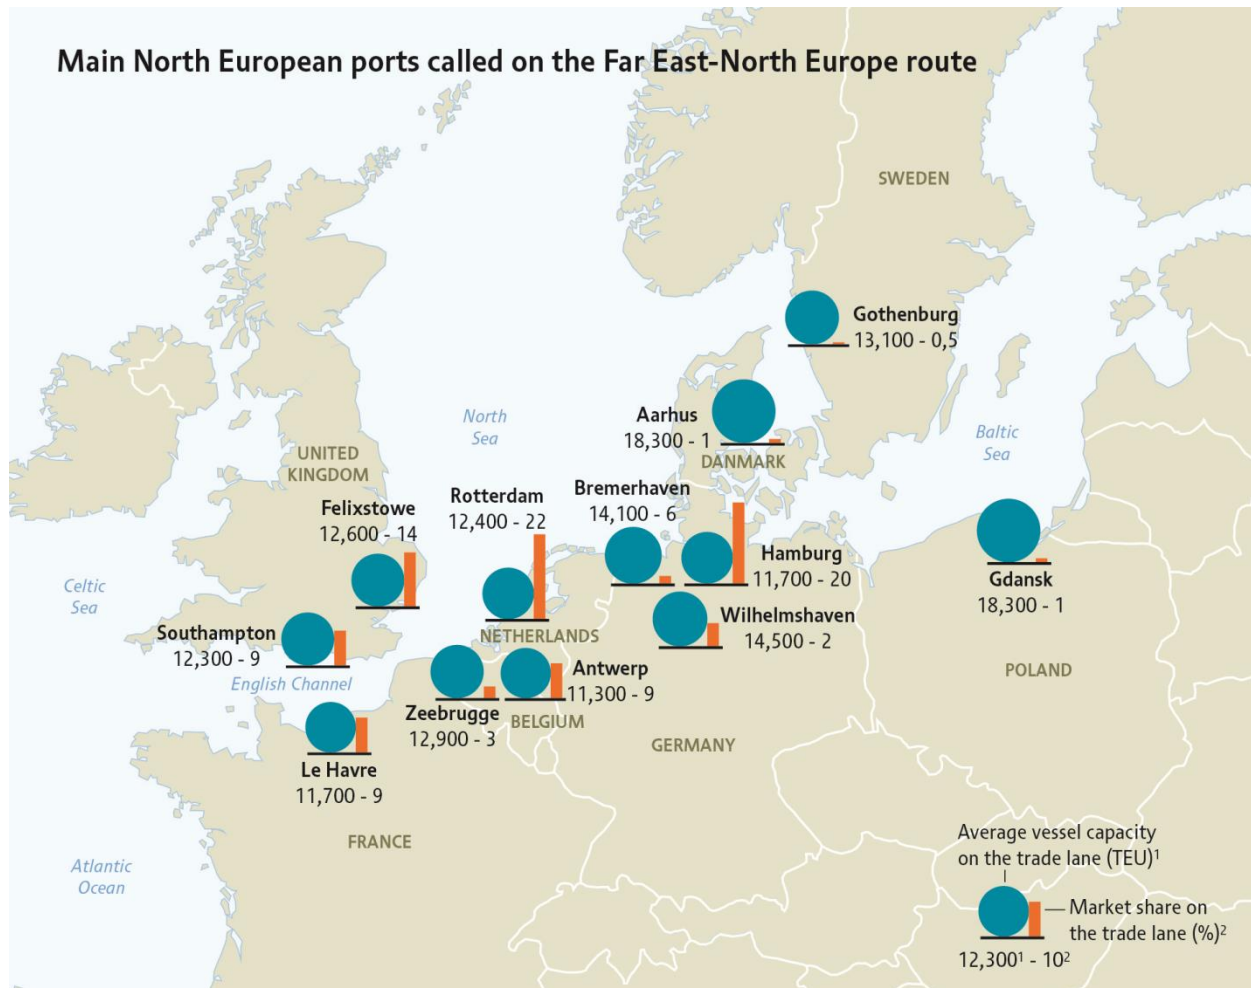 Main North European ports called on the Far East-North Europe route
SWEDEN
Gothenburg
13,100 - 0,5
North
Sea
Aarhus
18,300 - 1
DANMARK
Baltic
Sea
UNITED
KINGDOM
Felixstowe
12,600 - 14
Rotterdam
12,400 - 22
Bremerhaven
14,100 - 6
Hamburg
11,700 - 20
Gdansk
18,300 - 1
Celtic
Sea
Southampton
12,300 - 9
English Channel
NETHERLANDS
Wilhelmshaven
14,500 - 2
Antwerp
11,300 - 9
Zeebrugge
12,900 - 3
BELGIUM
POLAND
GERMANY
Le Havre
11,700 - 9
FRANCE
Atlantic
Ocean
Average vessel capacity
on the trade lane (TEU)¹
Market share on
the trade lane (%)²
12,300¹ - 10²